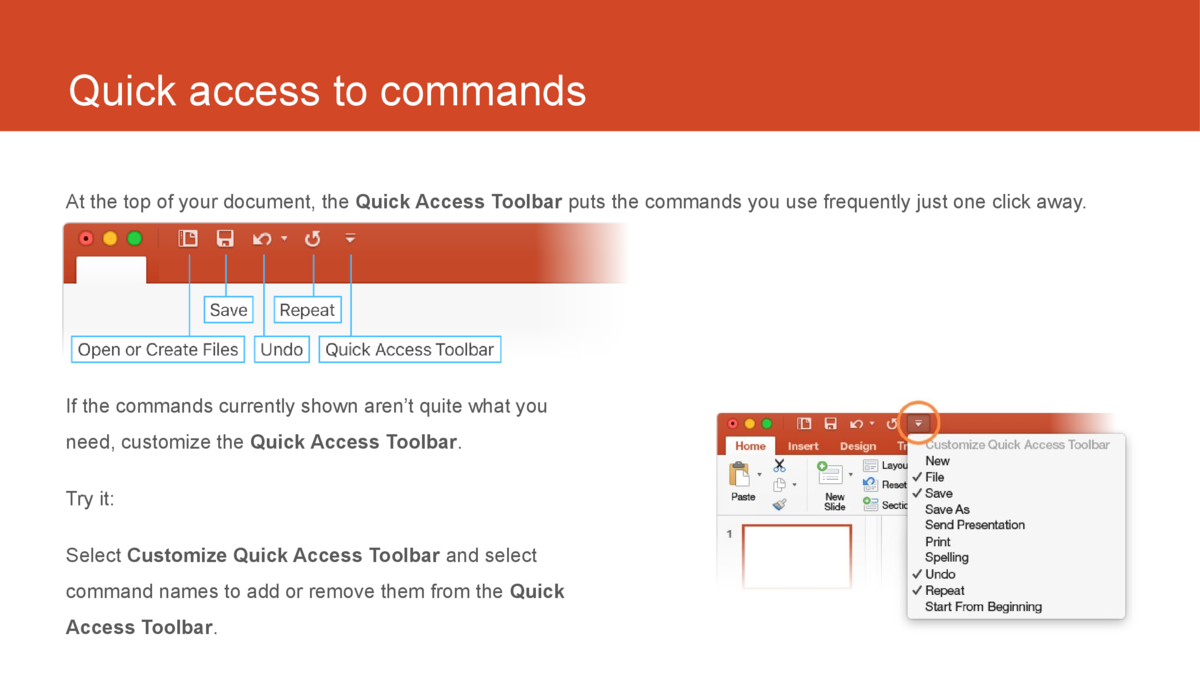 Quick access to commands
At the top of your document, the Quick Access Toolbar puts the commands you use frequently just one click away.
Save
Repeat
Open or Create Files
Undo
Quick Access Toolbar
If the commands currently shown aren’t quite what you
need, customize the Quick Access Toolbar.
Try it:
Select Customize Quick Access Toolbar and select
command names to add or remove them from the Quick
Access Toolbar.
Home Insert Design Tr
Paste
New
Slide
Layou
Reset
Sectio
1
Customize Quick Access Toolbar
New
File
Save
Save As
Send Presentation
Print
Spelling
Undo
Repeat
Start From Beginning